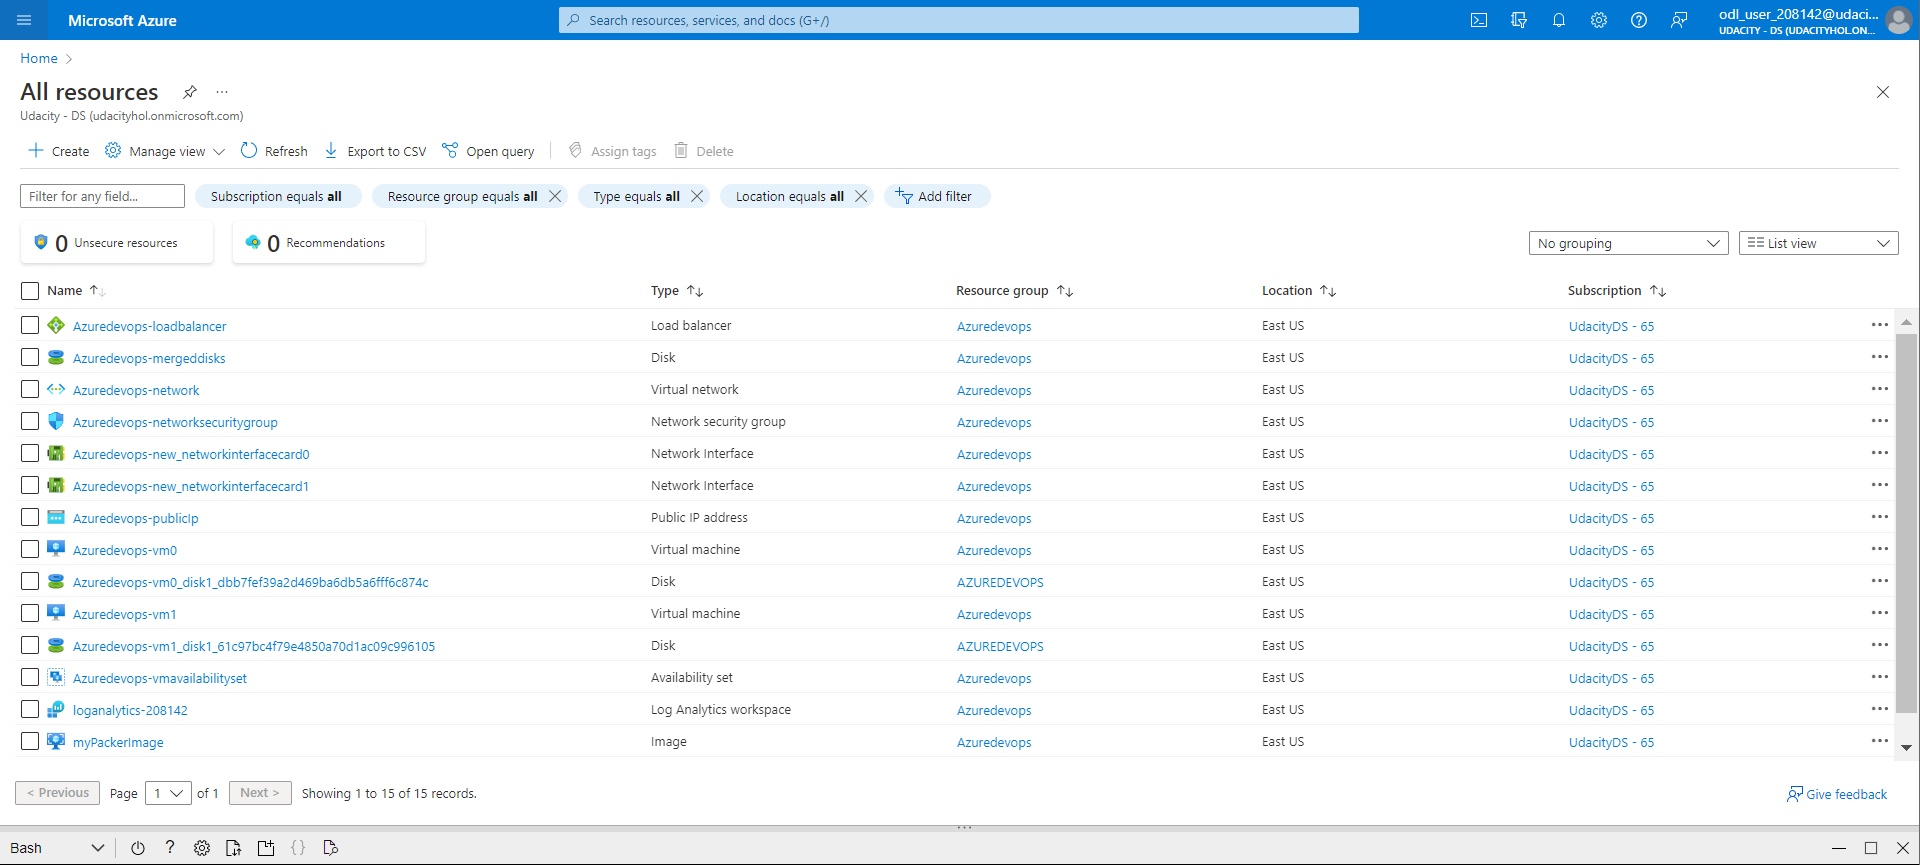 Microsoft Azure
Search resources, services, and docs (G+/)
odl_user_208142@udaci...
UDACITY - DS (UDACITYHOL.ON...
Home
All resources
Udacity - DS (udacityhol.onmicrosoft.com)
Create Manage view Refresh Export to CSV Open query Assign tags Delete
Filter for any field... Subscription equals all Resource group equals all Type equals all Location equals all Add filter
0 Unsecure resources 0 Recommendations No grouping List view
Name Type Resource group Location Subscription
Azuredevops-loadbalancer Load balancer Azuredevops East US UdacityDS - 65
Azuredevops-mergeddisks Disk Azuredevops East US UdacityDS - 65
Azuredevops-network Virtual network Azuredevops East US UdacityDS - 65
Azuredevops-networksecuritygroup Network security group Azuredevops East US UdacityDS - 65
Azuredevops-new_networkinterfacecard0 Network Interface Azuredevops East US UdacityDS - 65
Azuredevops-new_networkinterfacecard1 Network Interface Azuredevops East US UdacityDS - 65
Azuredevops-publicIp Public IP address Azuredevops East US UdacityDS - 65
Azuredevops-vm0 Virtual machine Azuredevops East US UdacityDS - 65
Azuredevops-vm0_disk1_dbb7fef39a2d469ba6db5a6fff6c874c Disk AZUREDEVOPS East US UdacityDS - 65
Azuredevops-vm1 Virtual machine Azuredevops East US UdacityDS - 65
Azuredevops-vm1_disk1_61c97bc4f79e4850a70d1ac09c996105 Disk AZUREDEVOPS East US UdacityDS - 65
Azuredevops-vmavailabilityset Availability set Azuredevops East US UdacityDS - 65
loganalytics-208142 Log Analytics workspace Azuredevops East US UdacityDS - 65
myPackerImage Image Azuredevops East US UdacityDS - 65
< Previous Page 1 of 1 Next > Showing 1 to 15 of 15 records. Give feedback
Bash